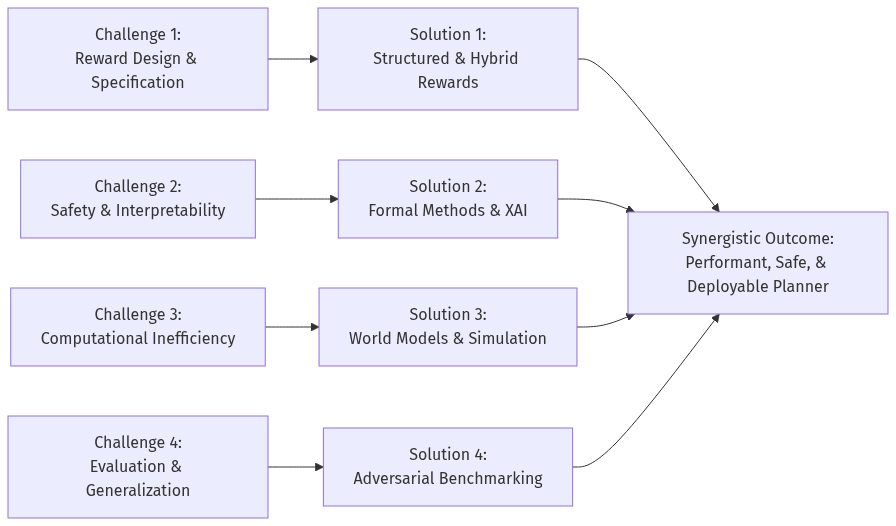 Challenge 1:
Reward Design &
Specification
Solution 1:
Structured & Hybrid
Rewards
Challenge 2:
Safety & Interpretability
Solution 2:
Formal Methods & XAI
Challenge 3:
Computational Inefficiency
Solution 3:
World Models & Simulation
Challenge 4:
Evaluation &
Generalization
Solution 4:
Adversarial Benchmarking
Synergistic Outcome:
Performant, Safe, &
Deployable Planner